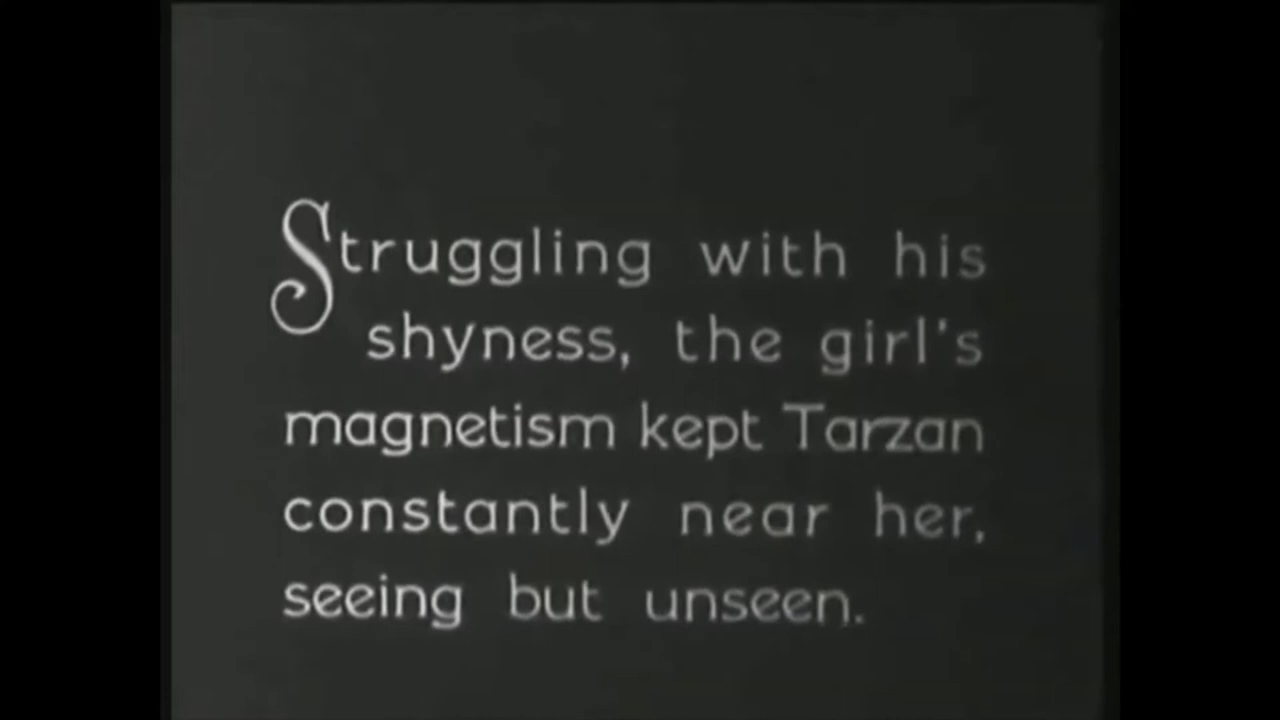 Struggling with his
shyness, the girl's
magnetism kept Tarzan
constantly near her,
seeing but unseen.